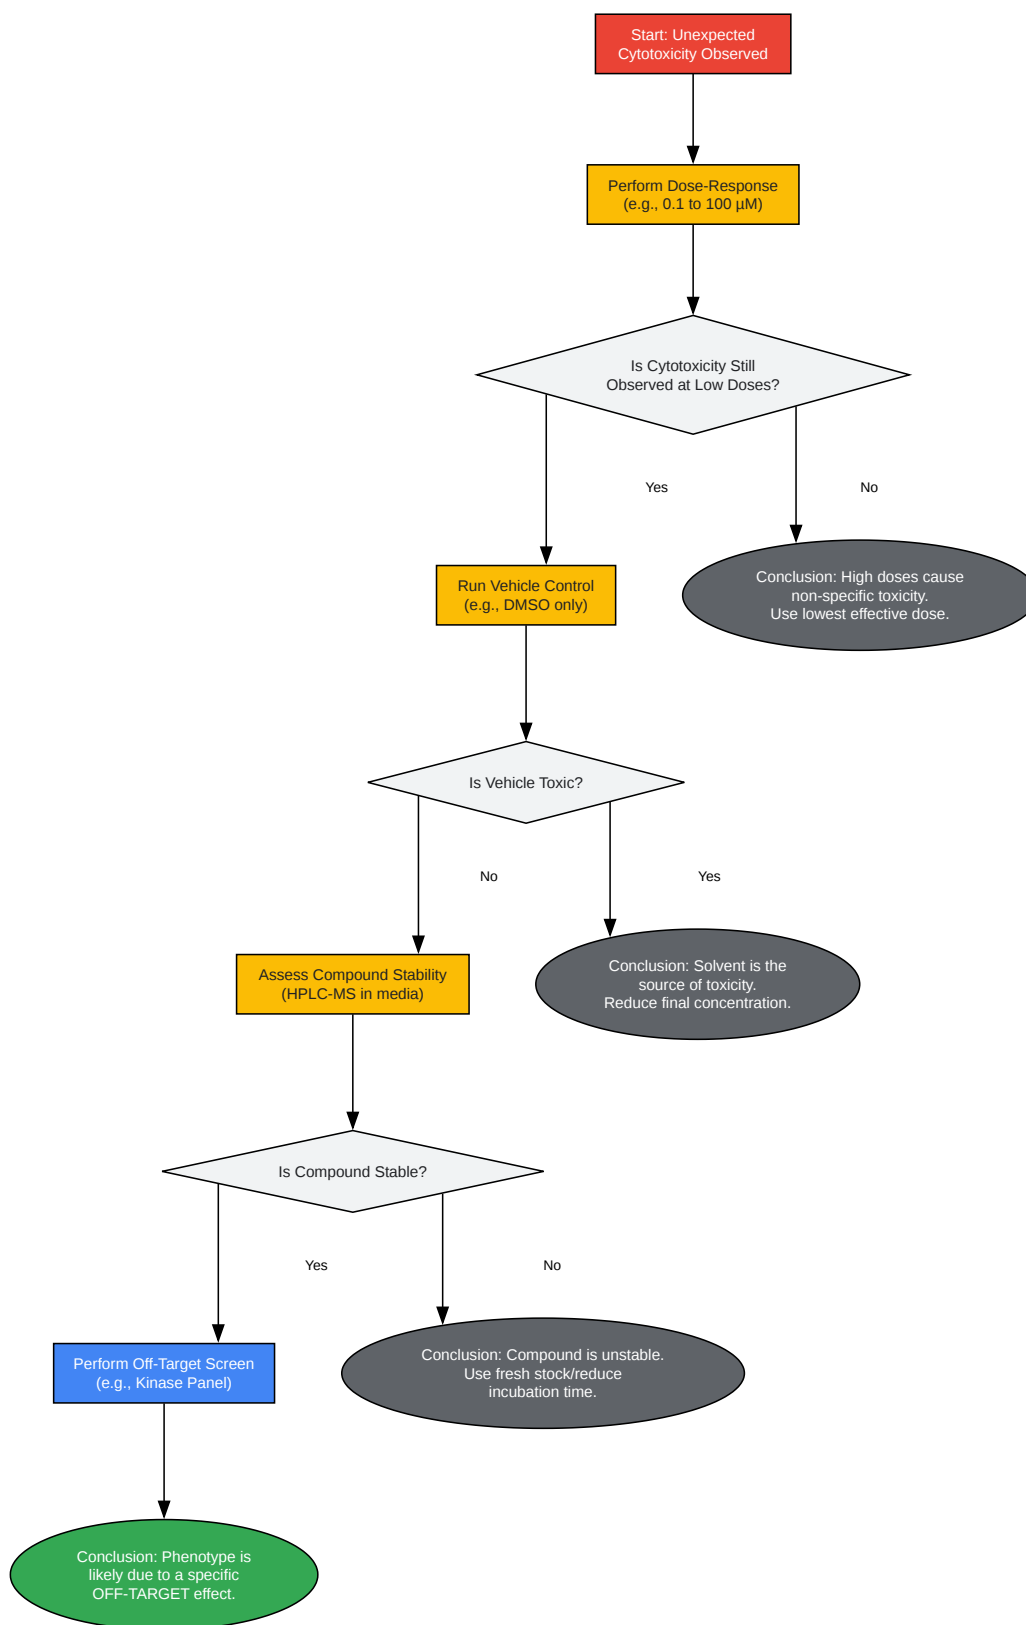 Start: Unexpected
Cytotoxicity Observed
Perform Dose-Response
(e.g., 0.1 to 100 µM)
Is Cytotoxicity Still
Observed at Low Doses?
Yes
No
Run Vehicle Control
(e.g., DMSO only)
Conclusion: High doses cause
non-specific toxicity.
Use lowest effective dose.
Is Vehicle Toxic?
No
Yes
Assess Compound Stability
(HPLC-MS in media)
Conclusion: Solvent is the
source of toxicity.
Reduce final concentration.
Is Compound Stable?
Yes
No
Perform Off-Target Screen
(e.g., Kinase Panel)
Conclusion: Compound is unstable.
Use fresh stock/reduce
incubation time.
Conclusion: Phenotype is
likely due to a specific
OFF-TARGET effect.